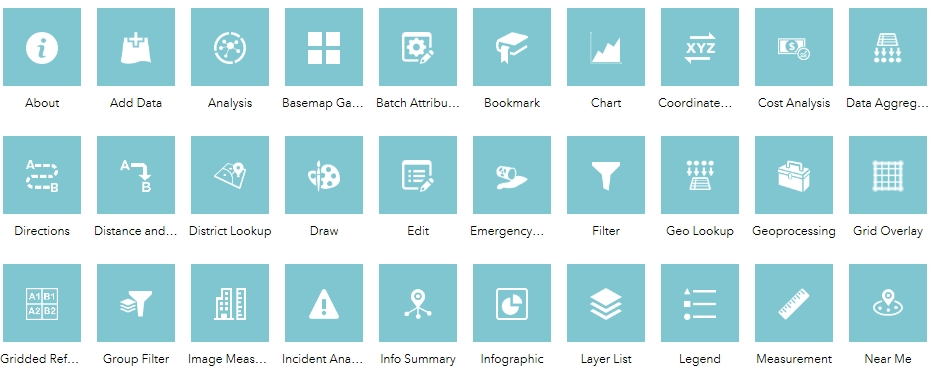 About Add Data Analysis Basemap Ga... Batch Attribu... Bookmark Chart Coordinate... Cost Analysis Data Aggreg...
XYZ
Directions Distance and... District Lookup Draw Edit Emergency... Filter Geo Lookup Geoprocessing Grid Overlay
A B
A B
Gridded Ref... Group Filter Image Meas... Incident Ana... Info Summary Infographic Layer List Legend Measurement Near Me
A1 B1
A2 B2